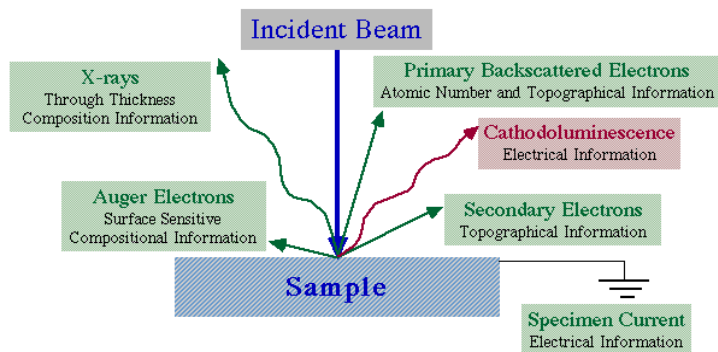 Incident Beam
X-rays
Through Thickness
Composition Information
Primary Backscattered Electrons
Atomic Number and Topographical Information
Cathodoluminescence
Electrical Information
Auger Electrons
Surface Sensitive
Compositional Information
Secondary Electrons
Topographical Information
Sample
Specimen Current
Electrical Information